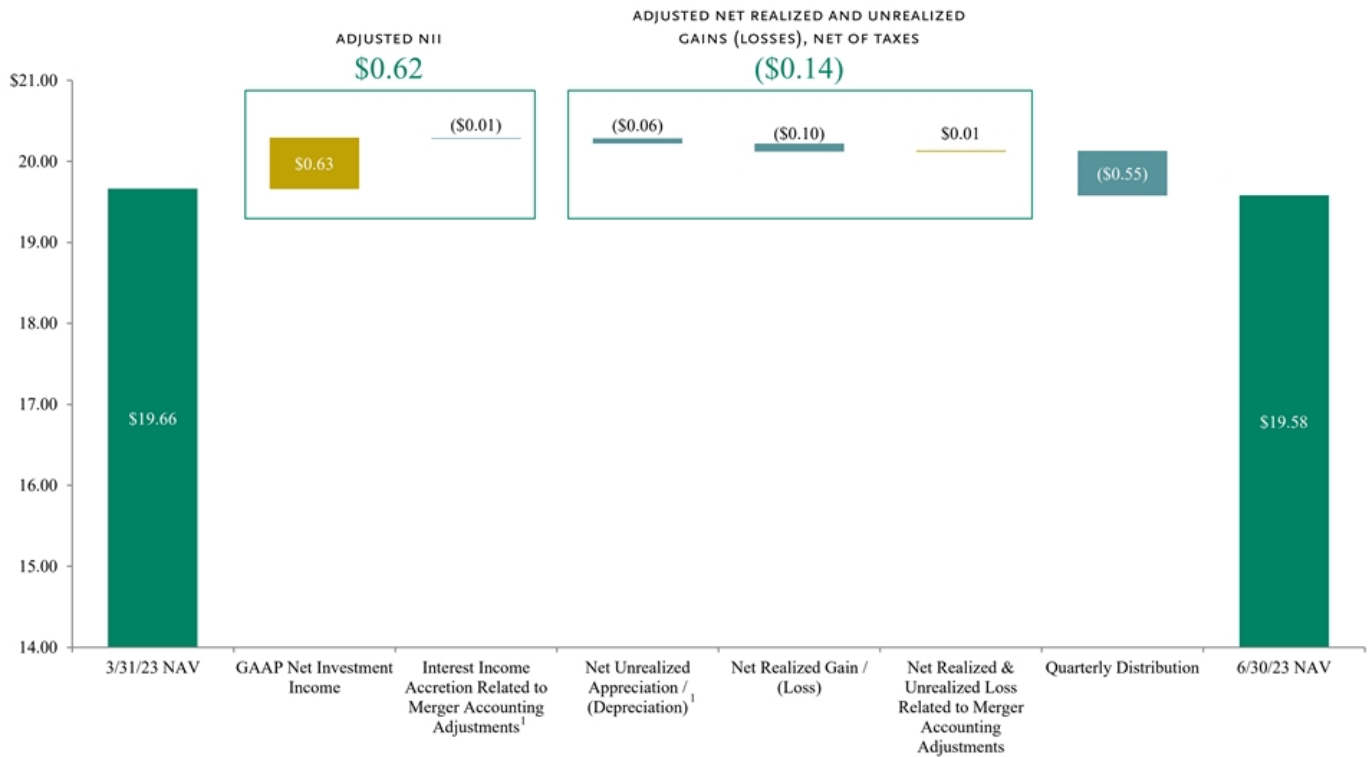 ADJUSTED NII
$0.62
ADJUSTED NET REALIZED AND UNREALIZED
GAINS (LOSSES), NET OF TAXES
($0.14)
$21.00
20.00
19.00
18.00
17.00
16.00
15.00
14.00
$19.66
$0.63
($0.01)
($0.06)
($0.10)
$0.01
($0.55)
$19.58
3/31/23 NAV
GAAP Net Investment
Income
Interest Income
Accretion Related to
Merger Accounting
Adjustments1
Net Unrealized
Appreciation /
(Depreciation)1
Net Realized Gain /
(Loss)
Net Realized &
Unrealized Loss
Related to Merger
Accounting
Adjustments
Quarterly Distribution
6/30/23 NAV